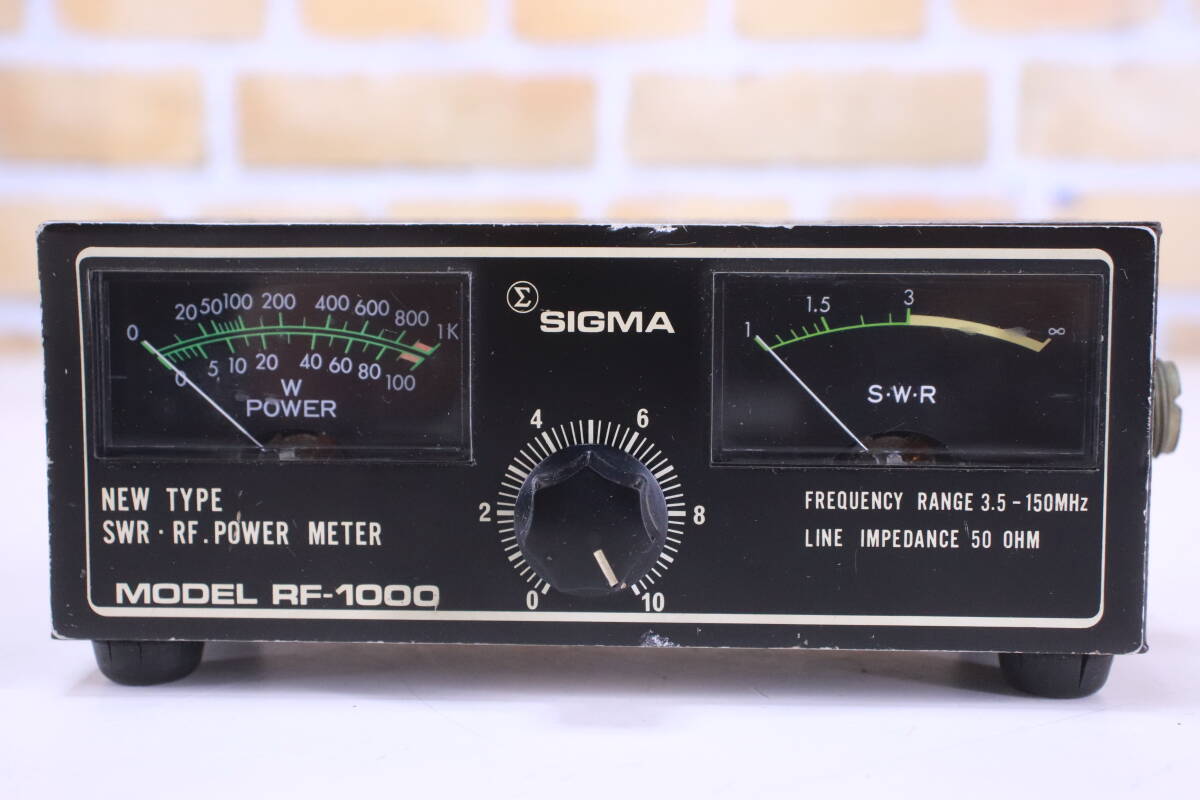 0 20 50 100 200 400 600 800 1K
0 5 10 20 40 60 80 100
W
POWER
Σ
SIGMA
1 1.5 3 ∞
S·W·R
NEW TYPE
SWR · RF. POWER METER
MODEL RF-1000
0 2 4 6 8 10
FREQUENCY RANGE 3.5-150MHz
LINE IMPEDANCE 50 OHM